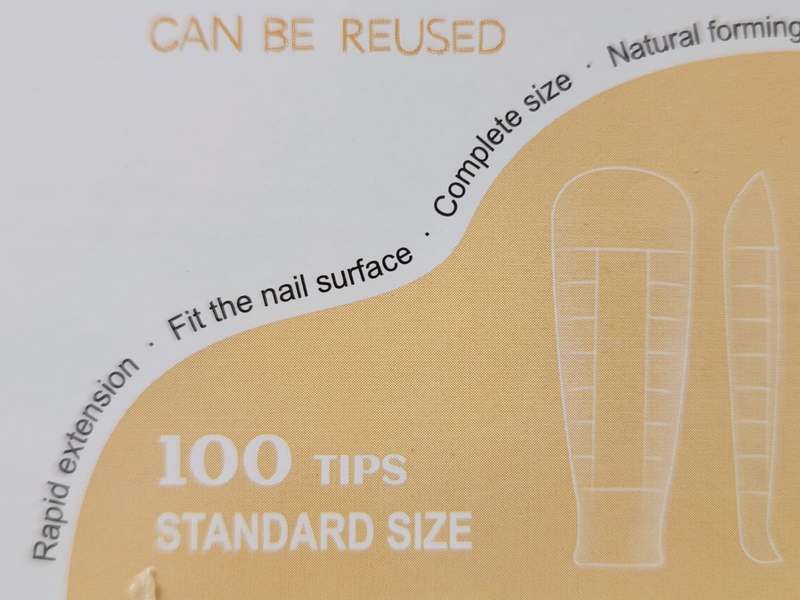 CAN BE REUSED
Rapid extension · Fit the nail surface · Complete size · Natural forming
100 TIPS
STANDARD SIZE